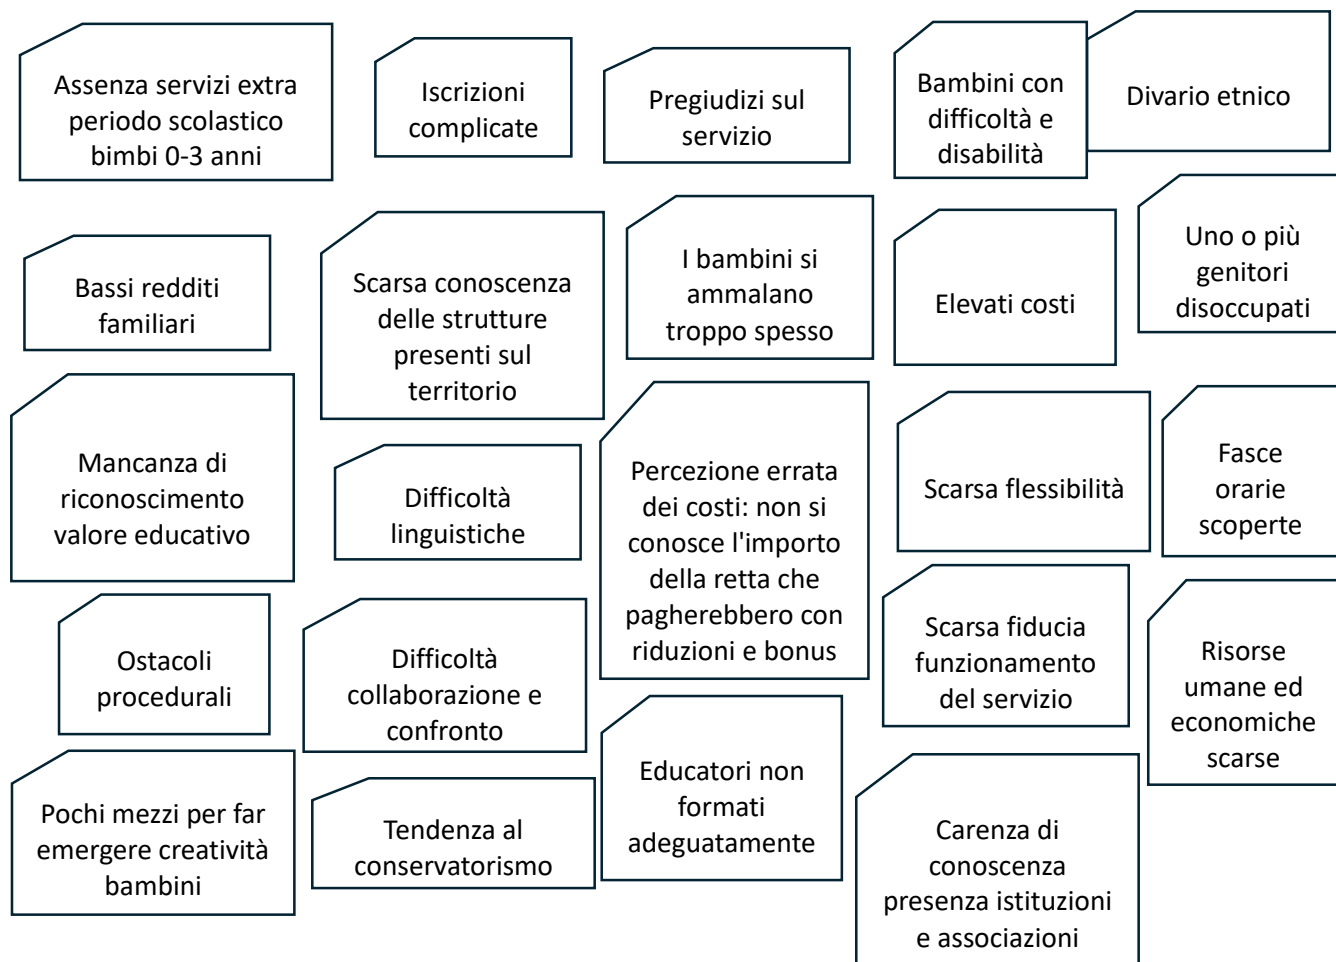 Assenza servizi extra
periodo scolastico
bimbi 0-3 anni
Iscrizioni
complicate
Pregiudizi sul
servizio
Bambini con
difficoltà e
disabilità
Divario etnico
Bassi redditi
familiari
Scarsa conoscenza
delle strutture
presenti sul
territorio
I bambini si
ammalano
troppo spesso
Elevati costi
Uno o più
genitori
disoccupati
Mancanza di
riconoscimento
valore educativo
Difficoltà
linguistiche
Percezione errata
dei costi: non si
conosce l'importo
della retta che
pagherebbero con
riduzioni e bonus
Scarsa flessibilità
Fasce
orarie
scoperte
Ostacoli
procedurali
Difficoltà
collaborazione e
confronto
Scarsa fiducia
funzionamento
del servizio
Risorse
umane ed
economiche
scarse
Pochi mezzi per far
emergere creatività
bambini
Tendenza al
conservatorismo
Educatori non
formati
adeguatamente
Carenza di
conoscenza
presenza istituzioni
e associazioni